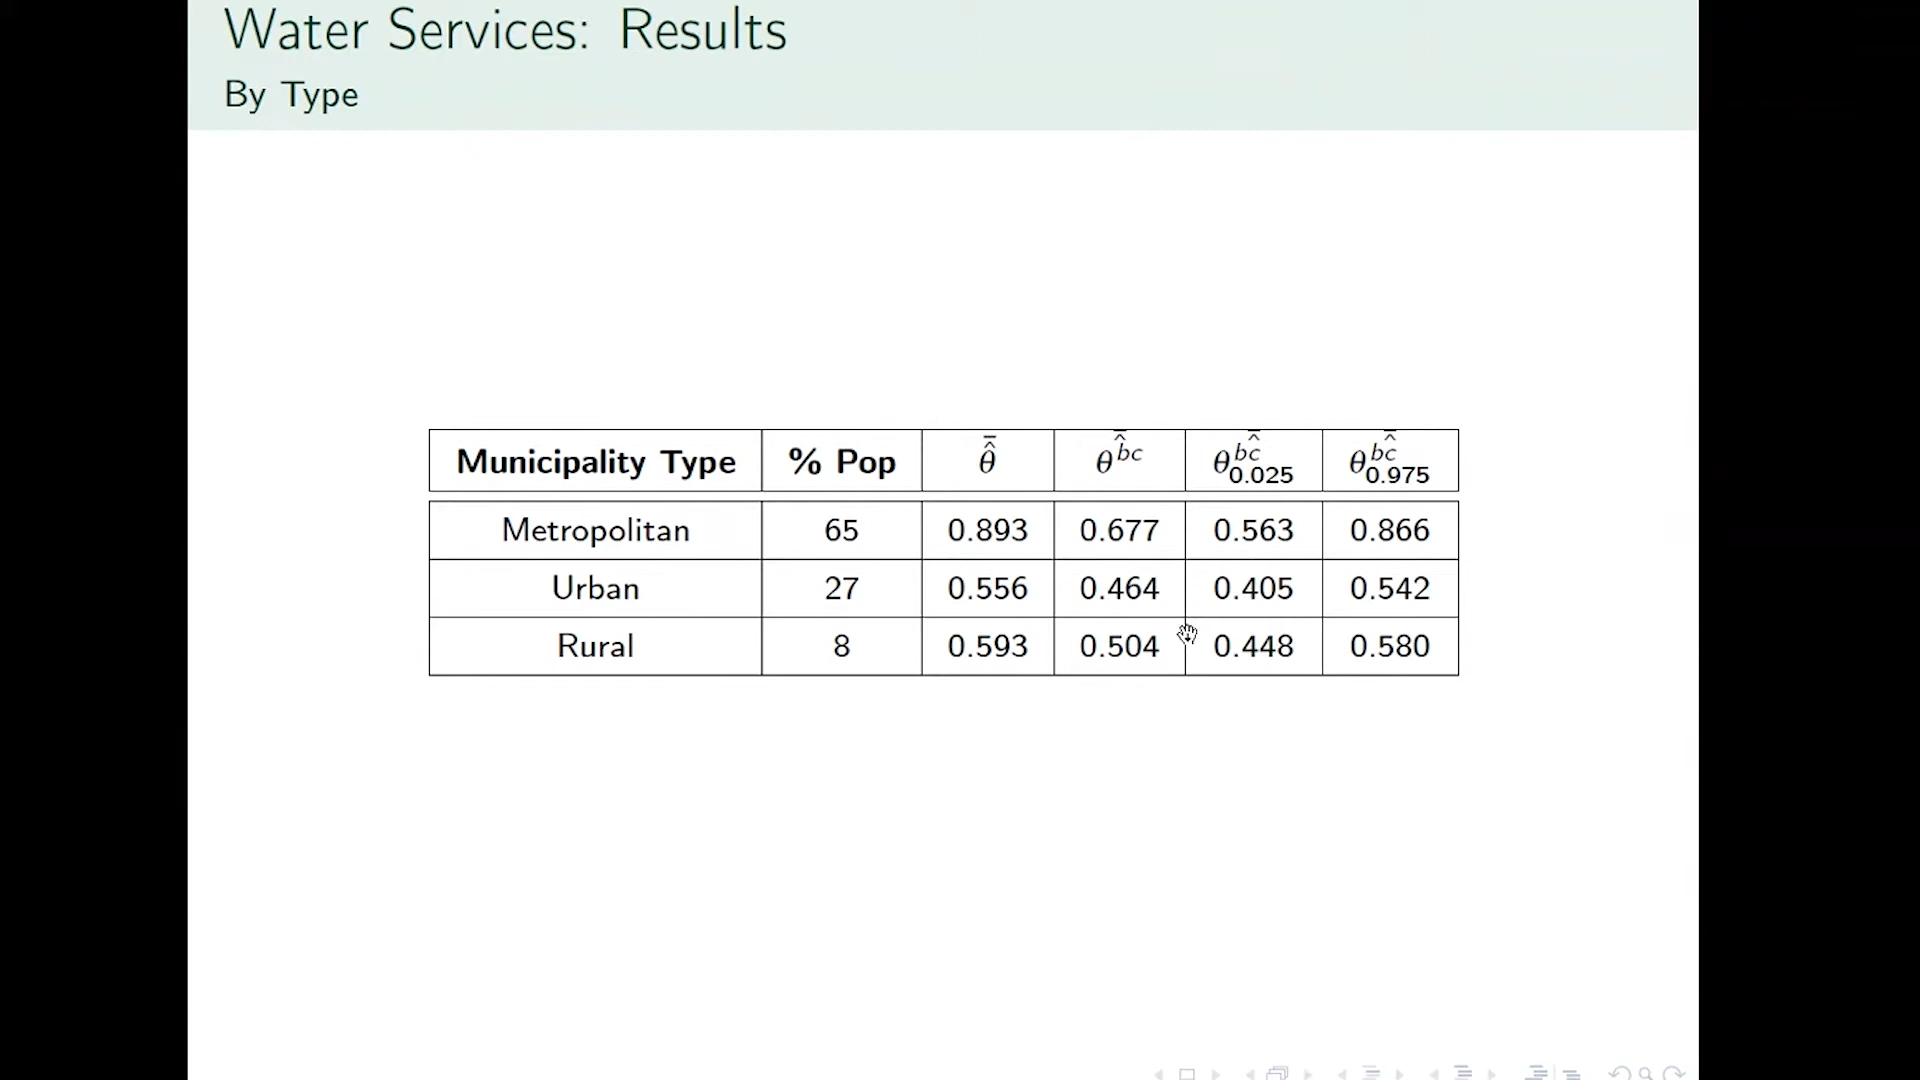 Water Services: Results
By Type
Municipality Type % Pop θ̂̄ θ̂̄^bc θ̂̄^bc_0.025 θ̂̄^bc_0.975
Metropolitan 65 0.893 0.677 0.563 0.866
Urban 27 0.556 0.464 0.405 0.542
Rural 8 0.593 0.504 0.448 0.580